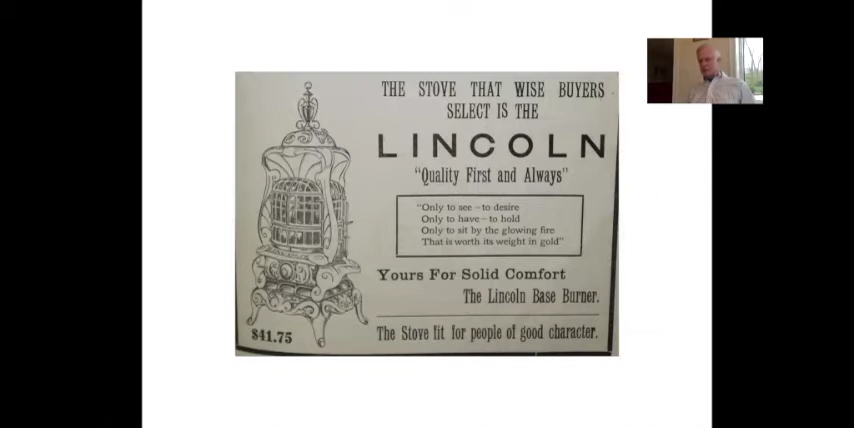 THE STOVE THAT WISE BUYERS
SELECT IS THE
LINCOLN
"Quality First and Always"
"Only to see – to desire
Only to have – to hold
Only to sit by the glowing fire
That is worth its weight in gold"
Yours For Solid Comfort
The Lincoln Base Burner.
$41.75
The Stove fit for people of good character.